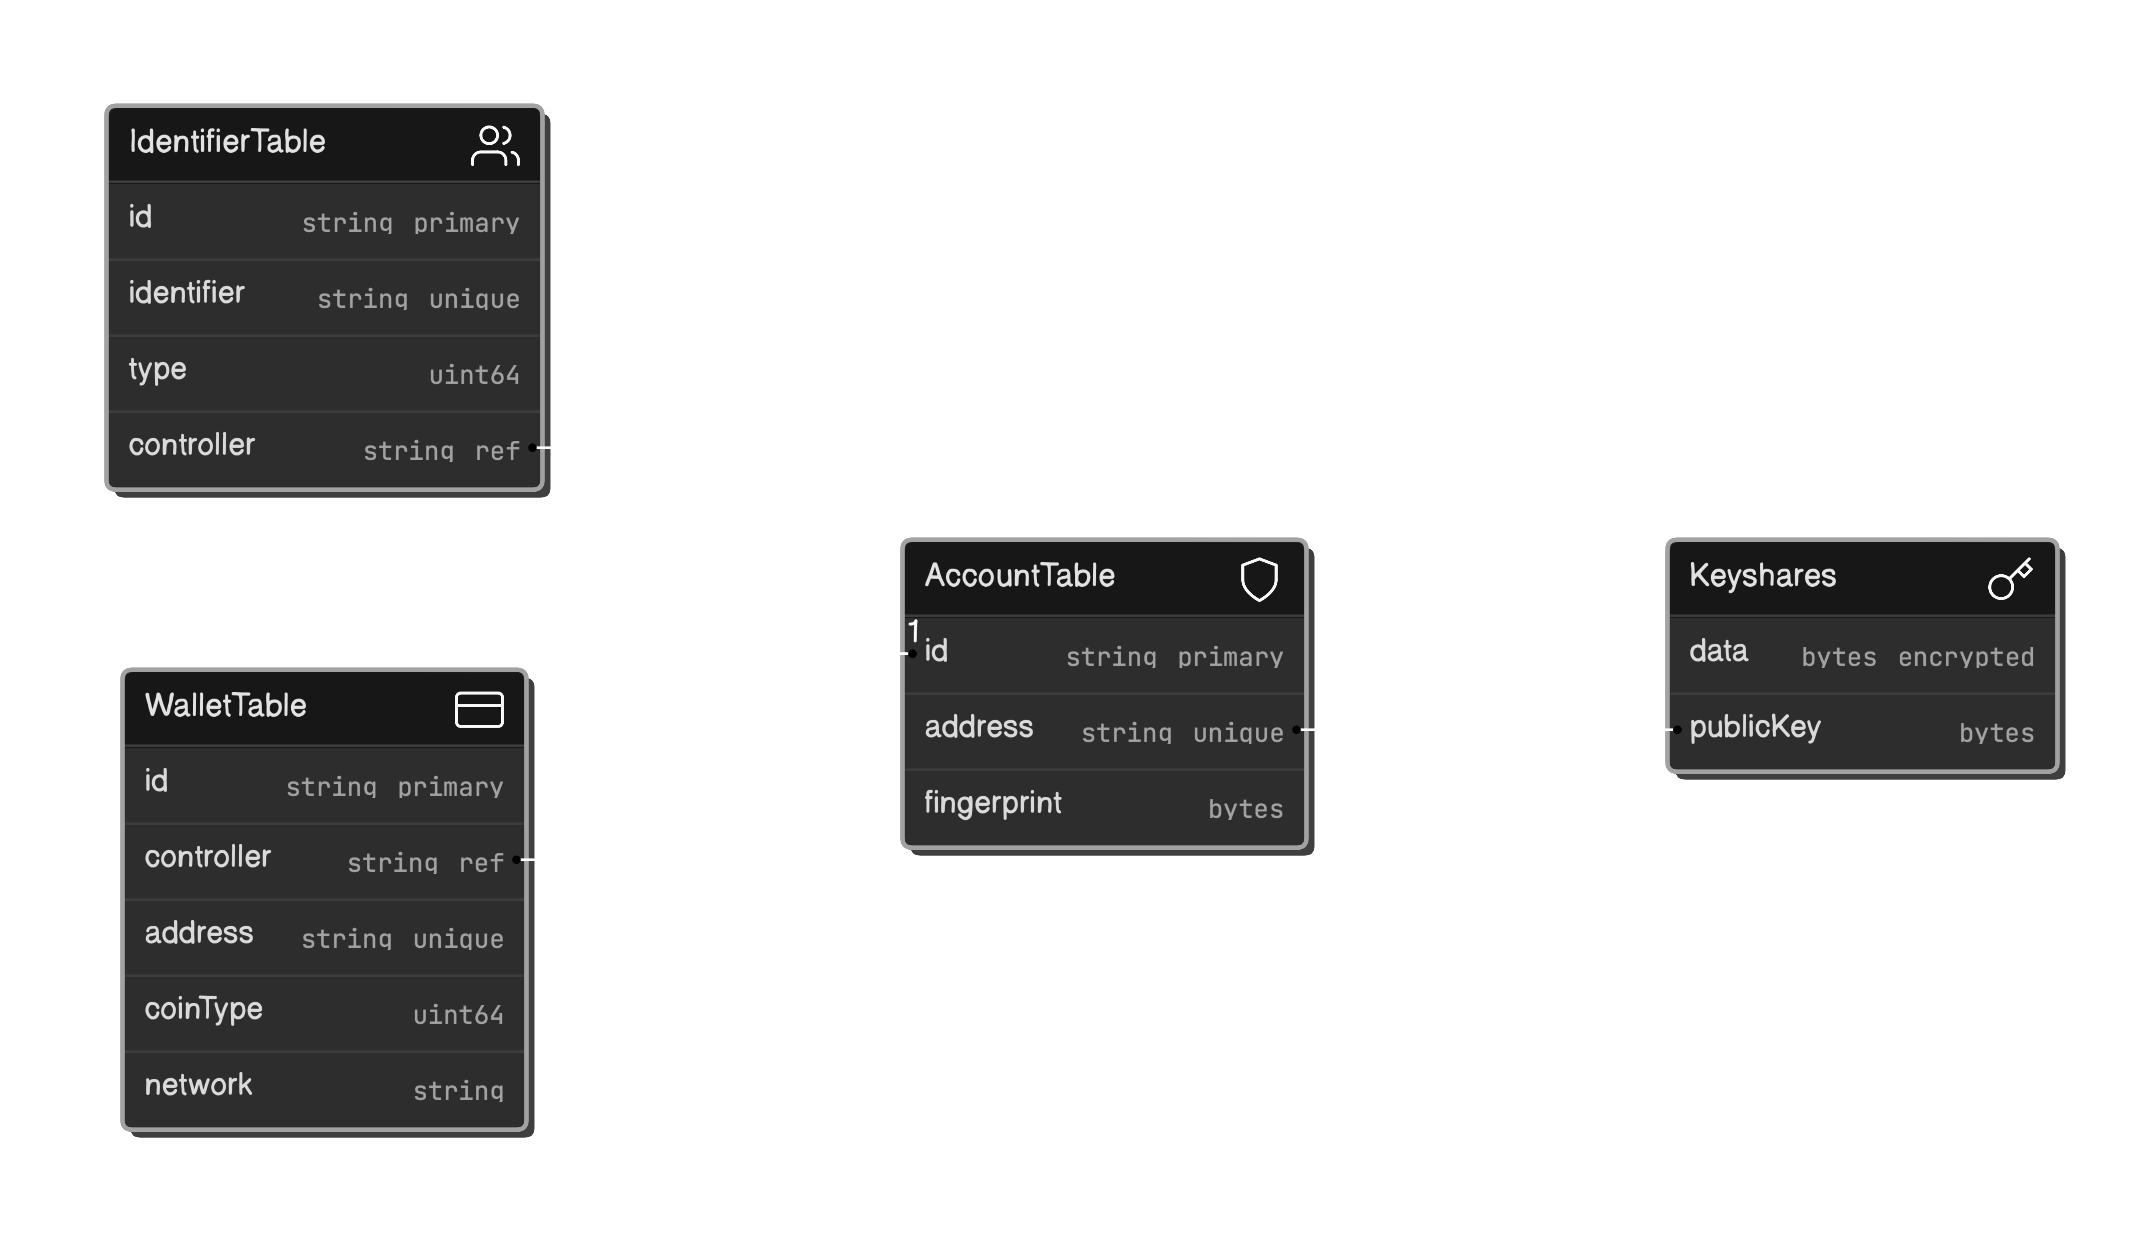 IdentifierTable
id string primary
identifier string unique
type uint64
controller string ref
WalletTable
id string primary
controller string ref
address string unique
coinType uint64
network string
AccountTable
1
id string primary
address string unique
fingerprint bytes
Keyshares
data bytes encrypted
publicKey bytes